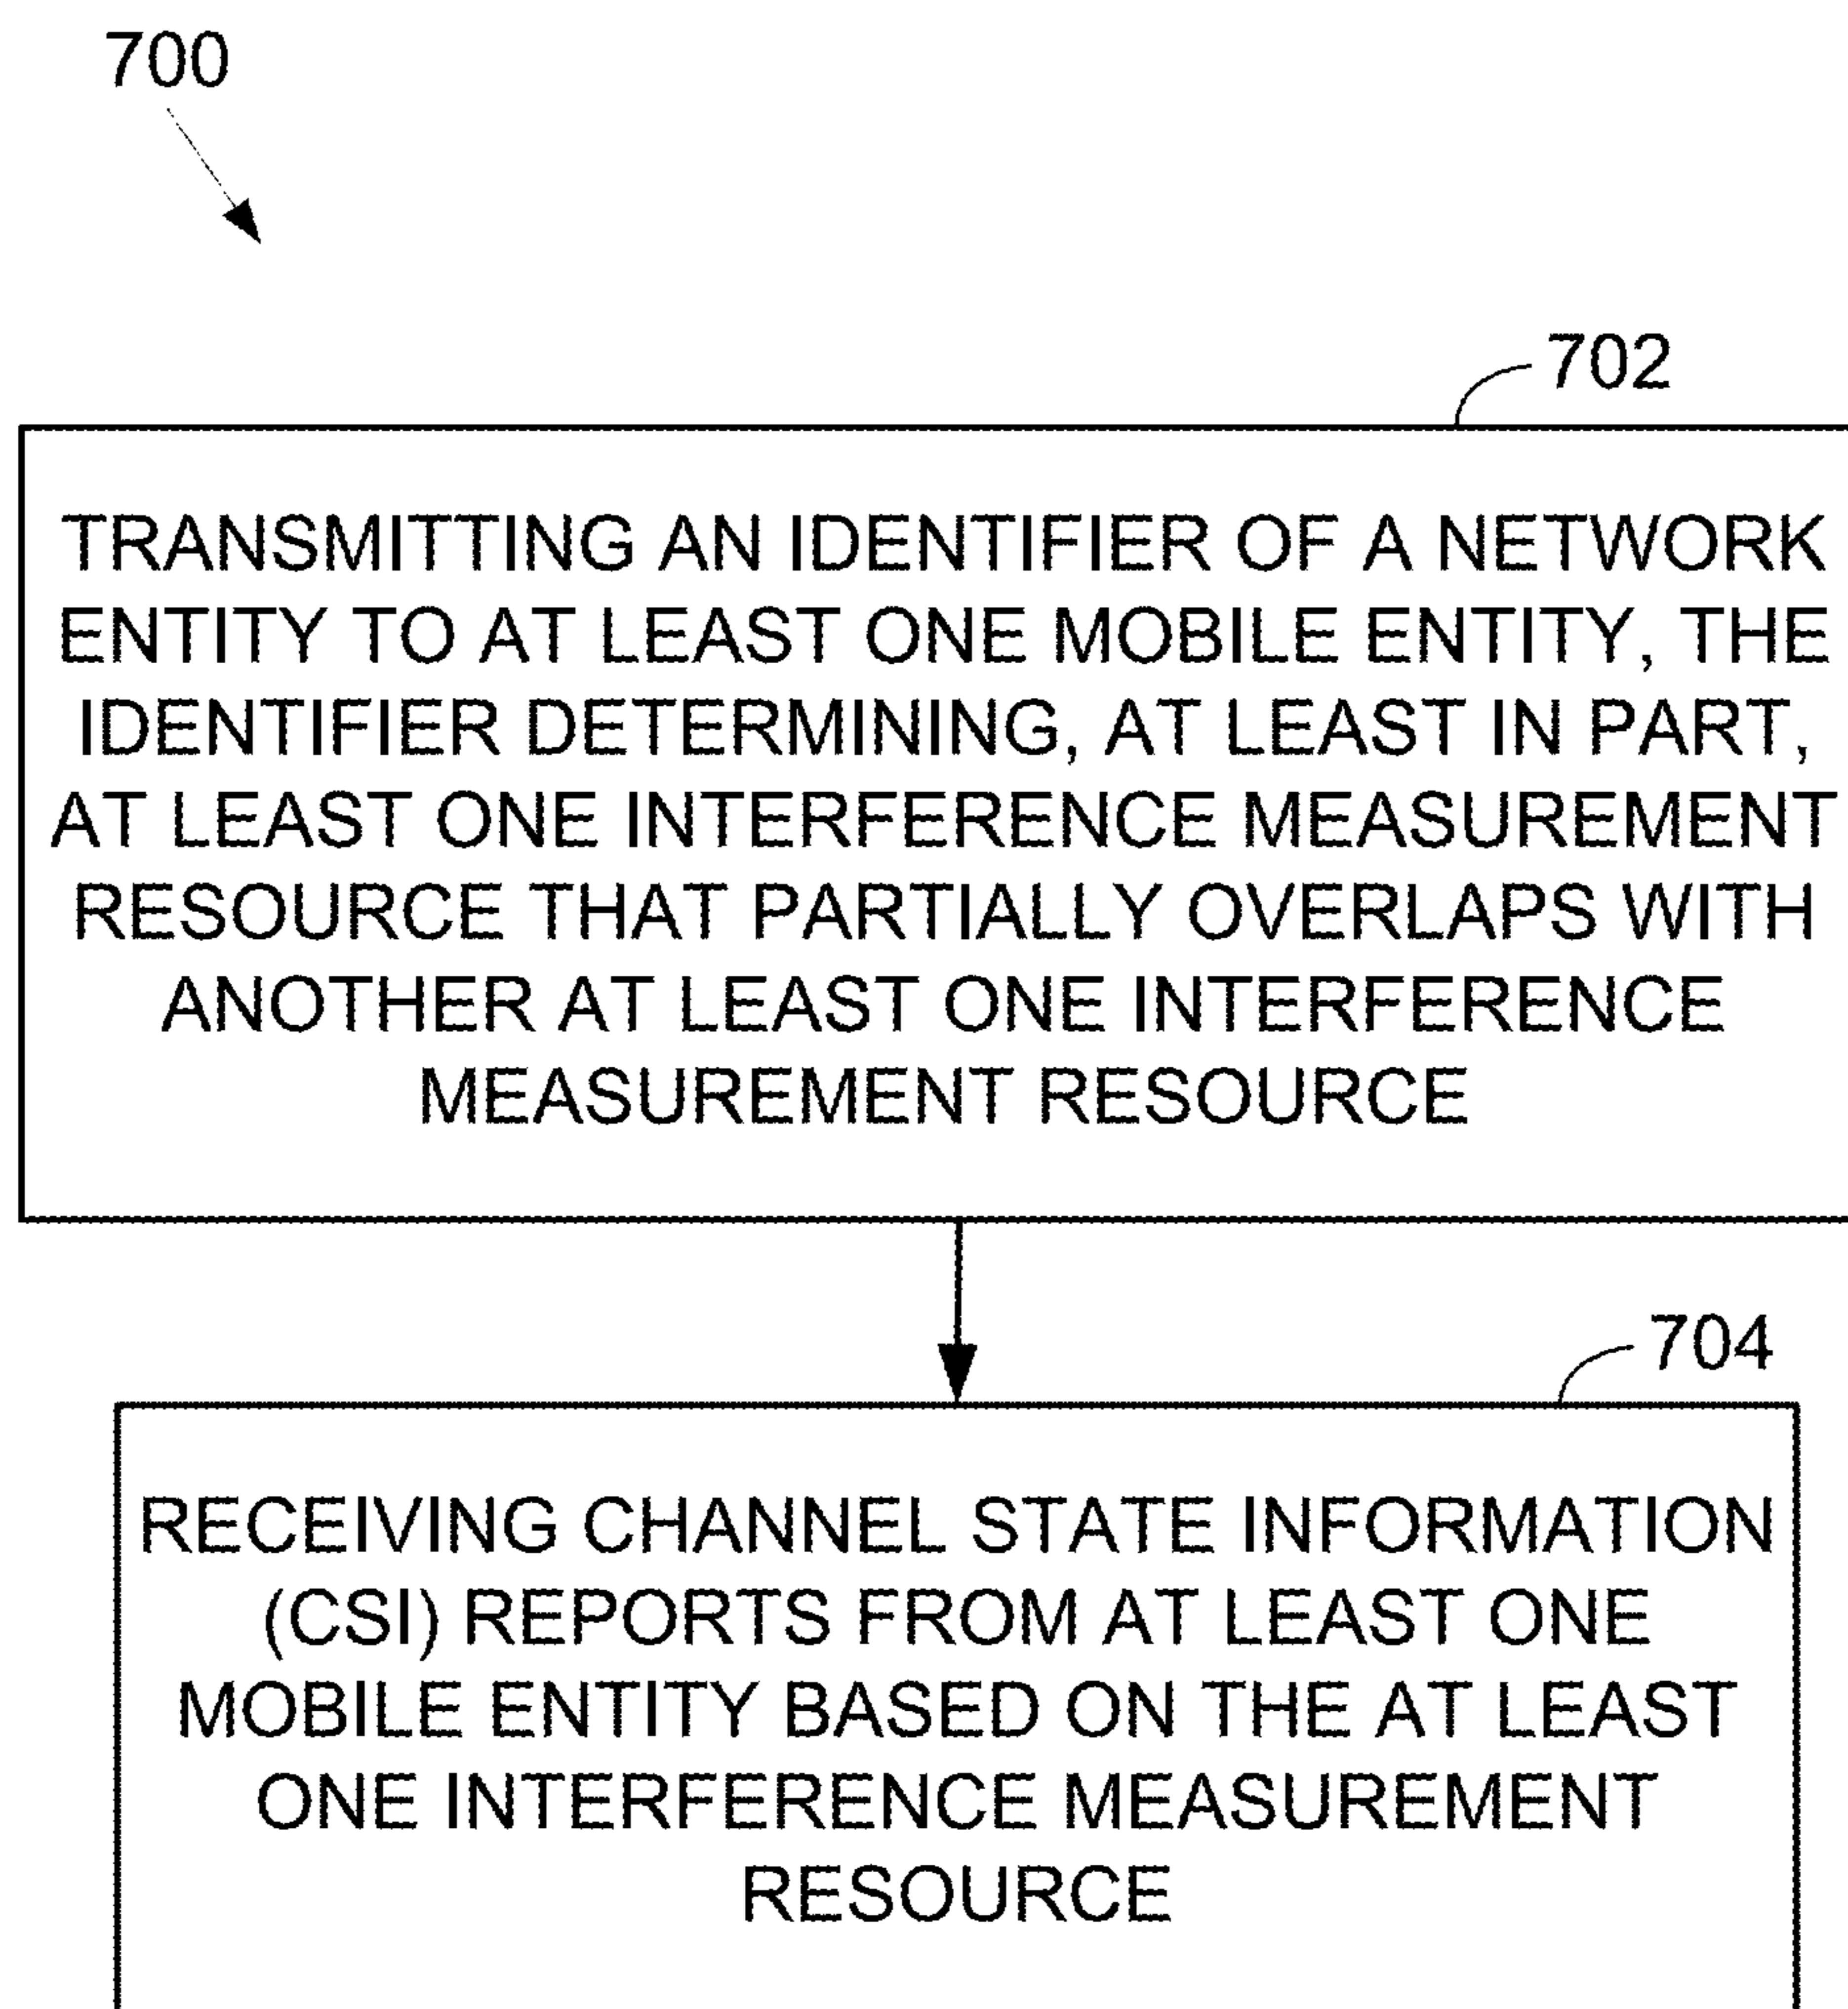 700
702
TRANSMITTING AN IDENTIFIER OF A NETWORK
ENTITY TO AT LEAST ONE MOBILE ENTITY, THE
IDENTIFIER DETERMINING, AT LEAST IN PART,
AT LEAST ONE INTERFERENCE MEASUREMENT
RESOURCE THAT PARTIALLY OVERLAPS WITH
ANOTHER AT LEAST ONE INTERFERENCE
MEASUREMENT RESOURCE
704
RECEIVING CHANNEL STATE INFORMATION
(CSI) REPORTS FROM AT LEAST ONE
MOBILE ENTITY BASED ON THE AT LEAST
ONE INTERFERENCE MEASUREMENT
RESOURCE